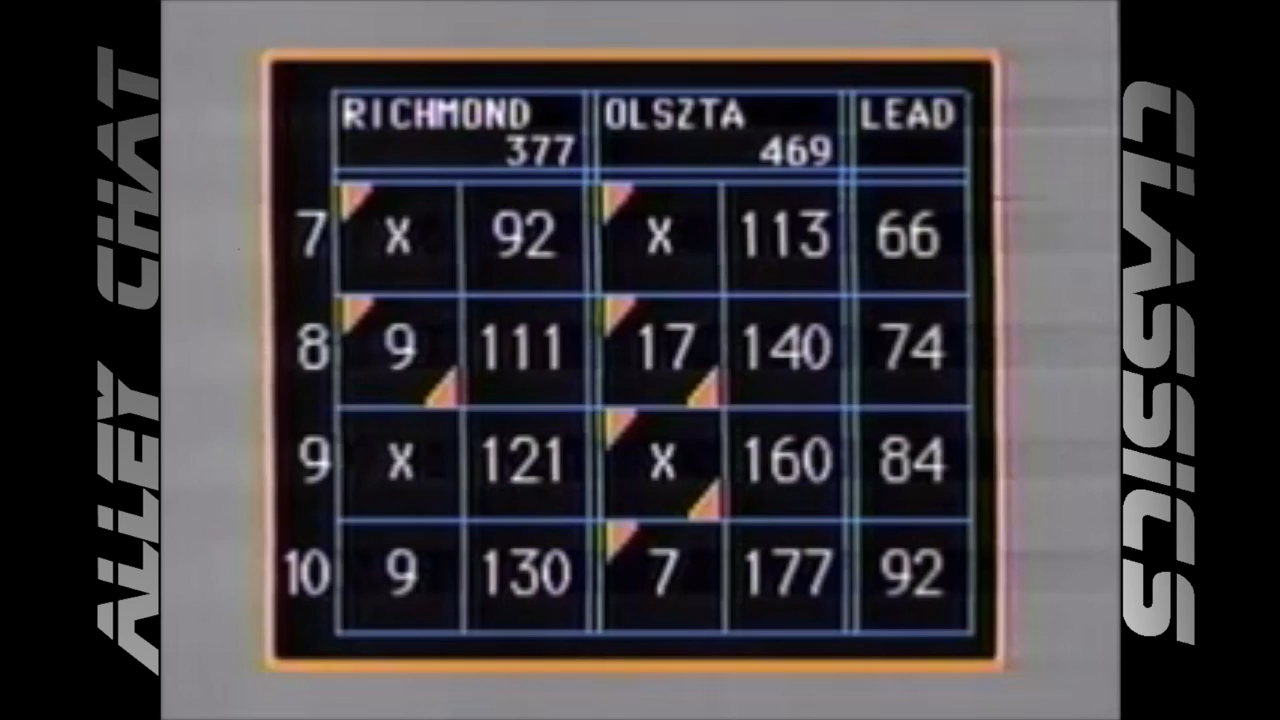 ALLEY CHAT
RICHMOND OLSZTA LEAD
377 469
7 X 92 X 113 66
8 9 111 17 140 74
9 X 121 X 160 84
10 9 130 7 177 92
CLASSICS